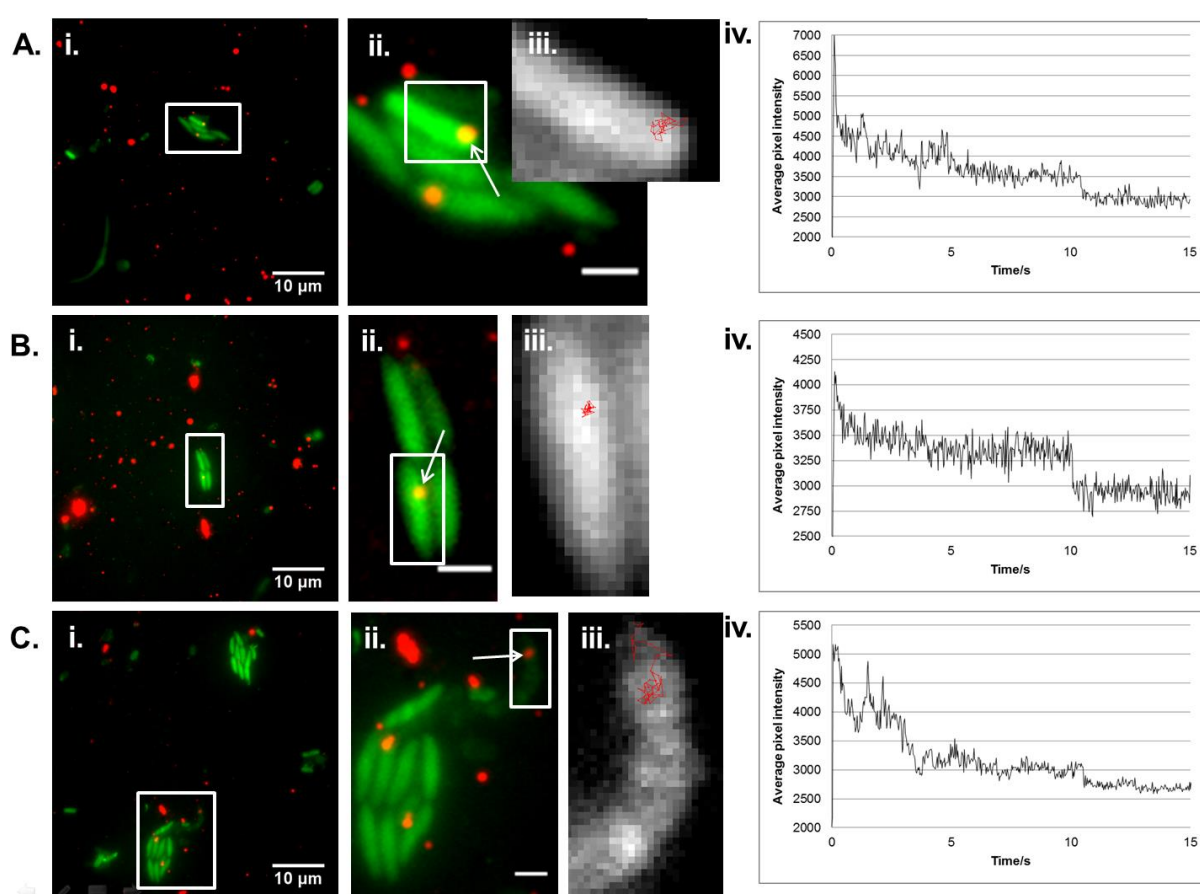 A.
i.
10 µm
ii.
iii.
iv.
Average pixel intensity
7000
6500
6000
5500
5000
4500
4000
3500
3000
2500
2000
0 5 10 15
Time/s
B.
i.
10 µm
ii.
iii.
iv.
Average pixel intensity
4500
4250
4000
3750
3500
3250
3000
2750
2500
0 5 10 15
Time/s
C.
i.
10 µm
ii.
iii.
iv.
Average pixel intensity
5500
5000
4500
4000
3500
3000
2500
2000
0 5 10 15
Time/s